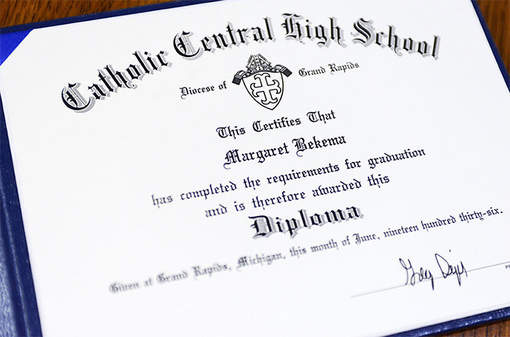 Catholic Central High School
Diocese of Grand Rapids
This Certifies That
Margaret Bekema
has completed the requirements for graduation
and is therefore awarded this
Diploma
Given at Grand Rapids, Michigan, this month of June, nineteen hundred thirty-six.